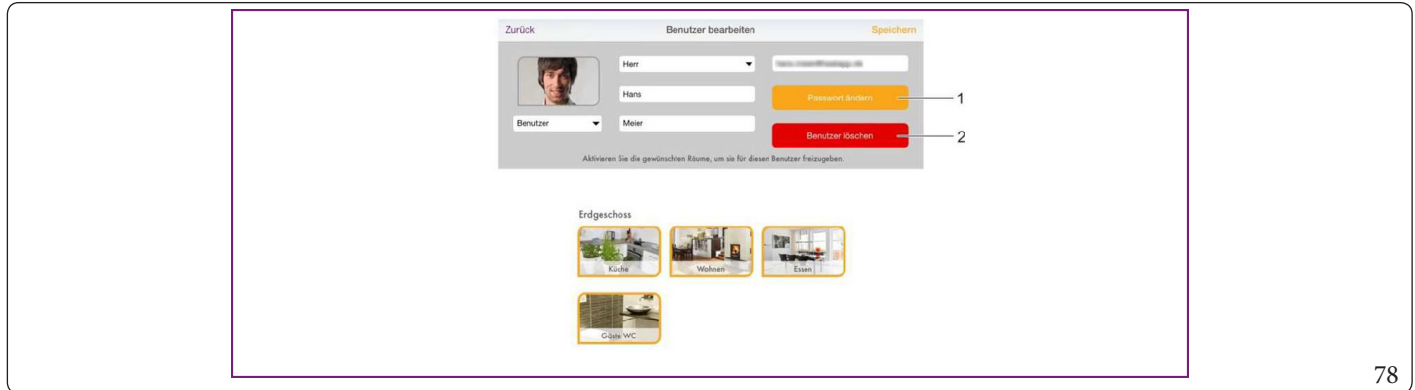 Zurück Benutzer bearbeiten Speichern
Herr
Hans
Passwort ändern 1
Benutzer Meier
Benutzer löschen 2
Aktivieren Sie die gewünschten Räume, um sie für diesen Benutzer freizugeben.
Erdgeschoss
Küche Wohnen Essen
Gäste WC
78